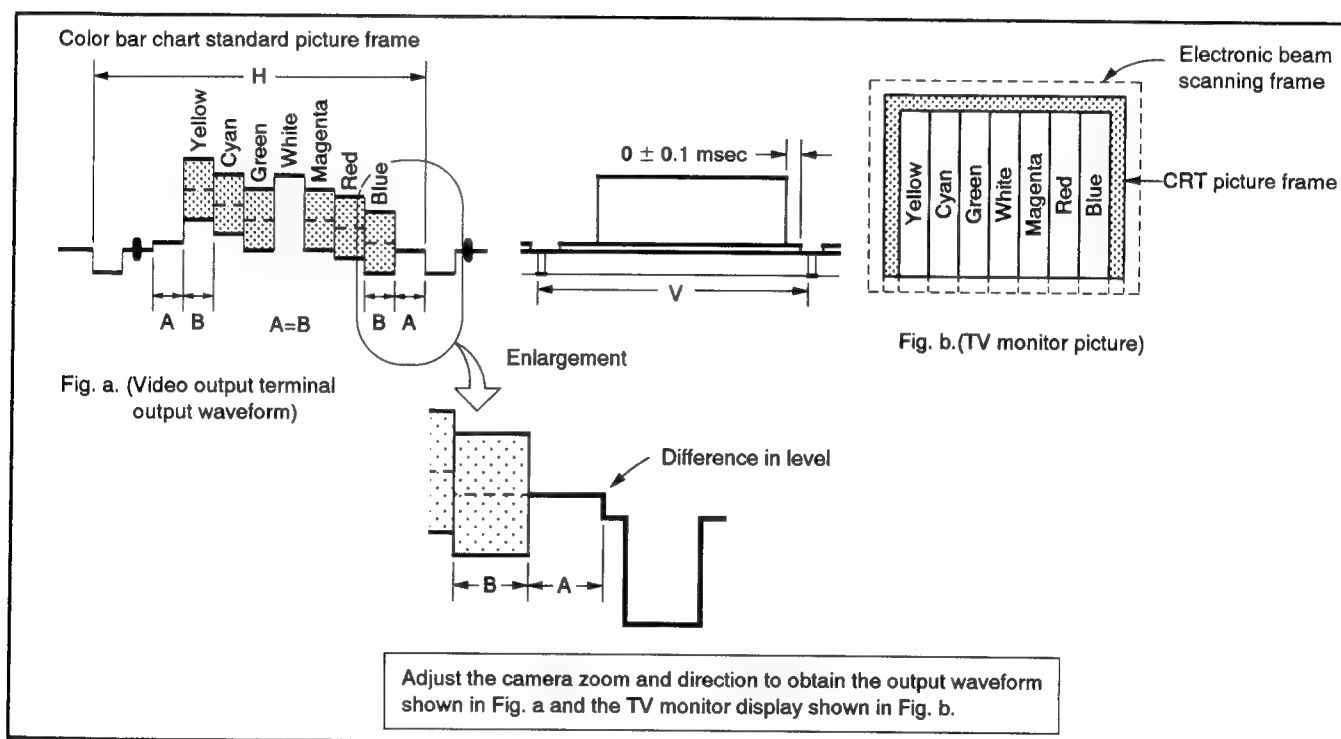 Color bar chart standard picture frame
H
Yellow
Cyan
Green
White
Magenta
Red
Blue
A
B
A=B
B
A
Fig. a. (Video output terminal
output waveform)
0 ± 0.1 msec
V
Electronic beam
scanning frame
CRT picture frame
Yellow
Cyan
Green
White
Magenta
Red
Blue
Fig. b.(TV monitor picture)
Enlargement
Difference in level
B
A
Adjust the camera zoom and direction to obtain the output waveform
shown in Fig. a and the TV monitor display shown in Fig. b.